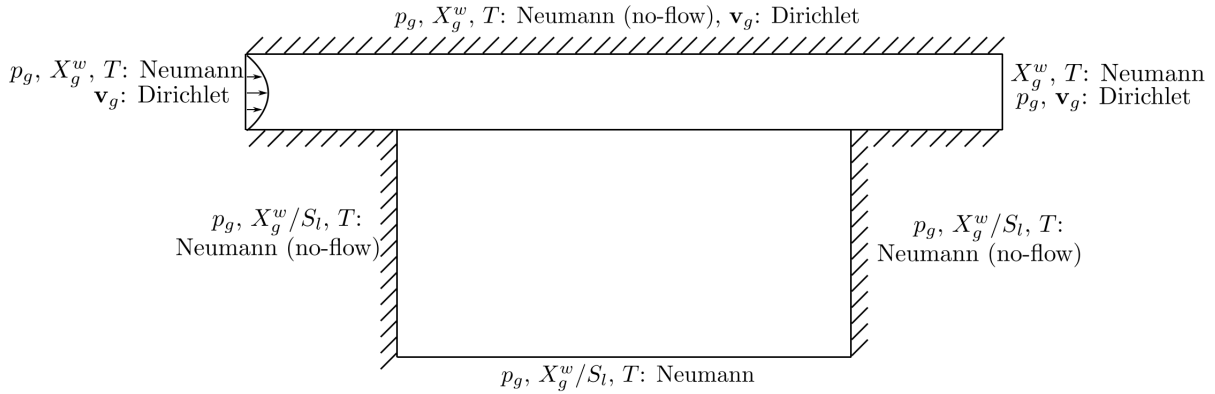 p_g, X_g^w, T: Neumann (no-flow), v_g: Dirichlet
p_g, X_g^w, T: Neumann
v_g: Dirichlet
X_g^w, T: Neumann
p_g, v_g: Dirichlet
p_g, X_g^w/S_l, T:
Neumann (no-flow)
p_g, X_g^w/S_l, T:
Neumann (no-flow)
p_g, X_g^w/S_l, T: Neumann